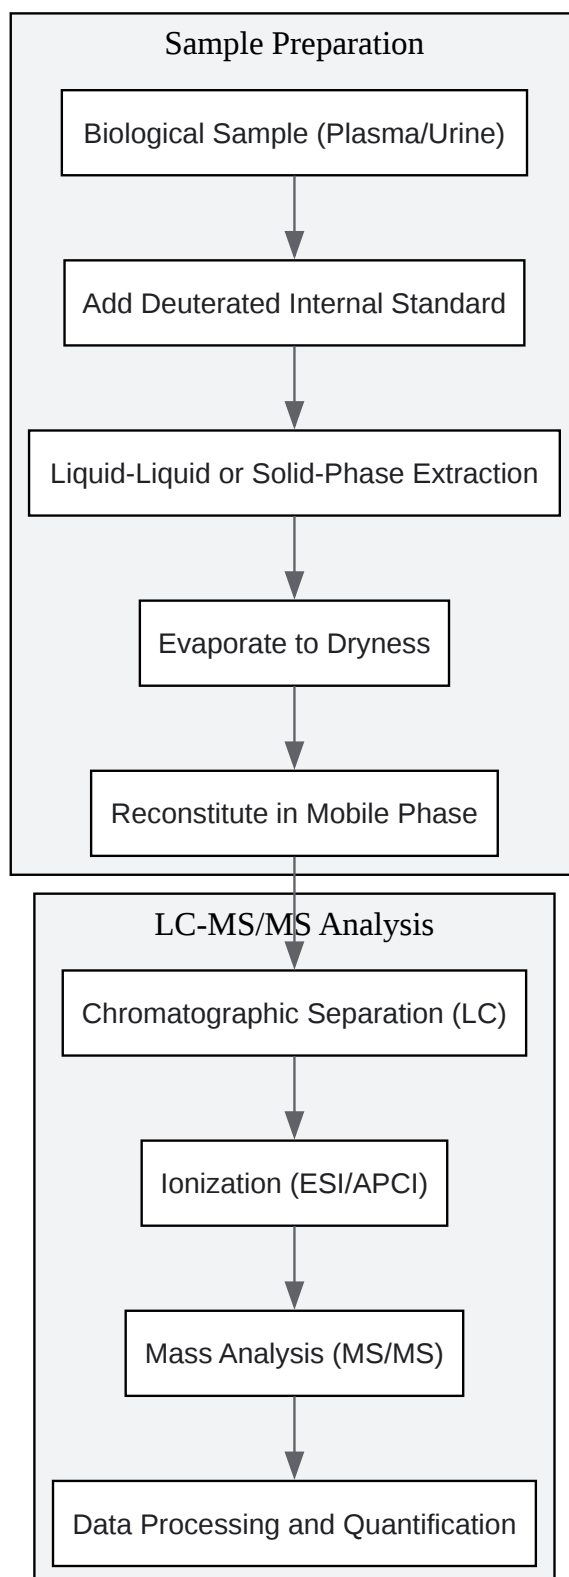 Sample Preparation
Biological Sample (Plasma/Urine)
Add Deuterated Internal Standard
Liquid-Liquid or Solid-Phase Extraction
Evaporate to Dryness
Reconstitute in Mobile Phase
LC-MS/MS Analysis
Chromatographic Separation (LC)
Ionization (ESI/APCI)
Mass Analysis (MS/MS)
Data Processing and Quantification